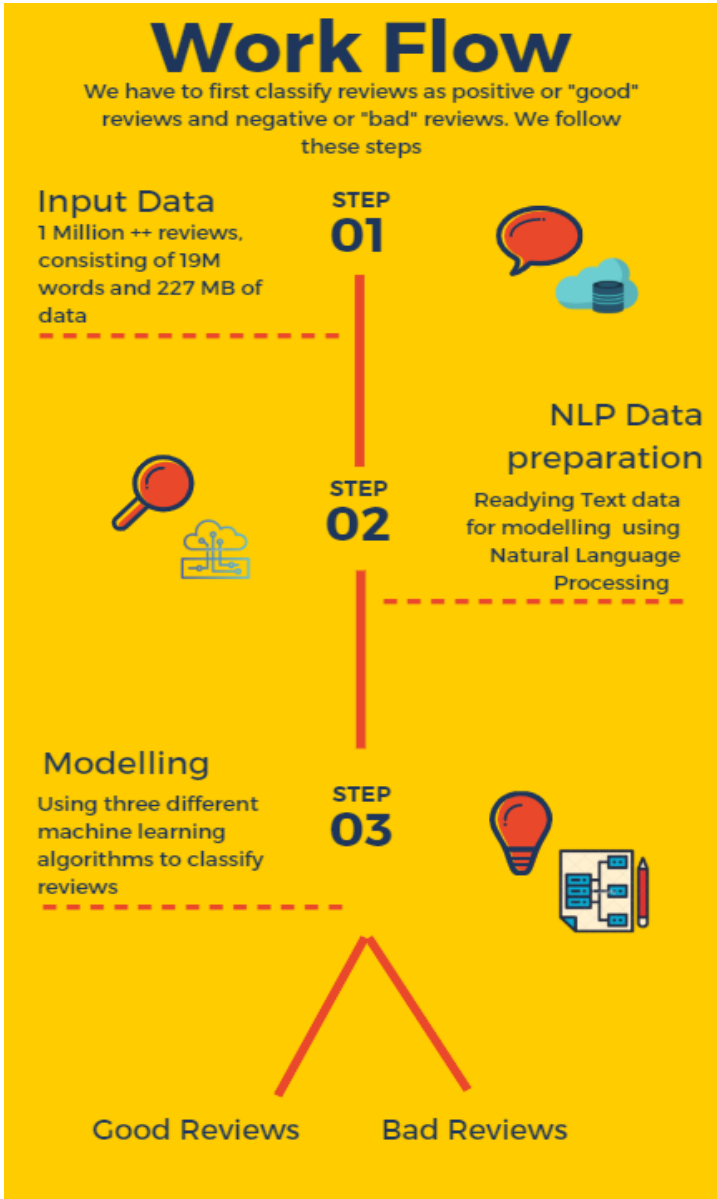 Work Flow
We have to first classify reviews as positive or "good"
reviews and negative or "bad" reviews. We follow
these steps
Input Data
1 Million ++ reviews,
consisting of 19M
words and 227 MB of
data
STEP
01
STEP
02
NLP Data
preparation
Readying Text data
for modelling using
Natural Language
Processing
Modelling
Using three different
machine learning
algorithms to classify
reviews
STEP
03
Good Reviews
Bad Reviews